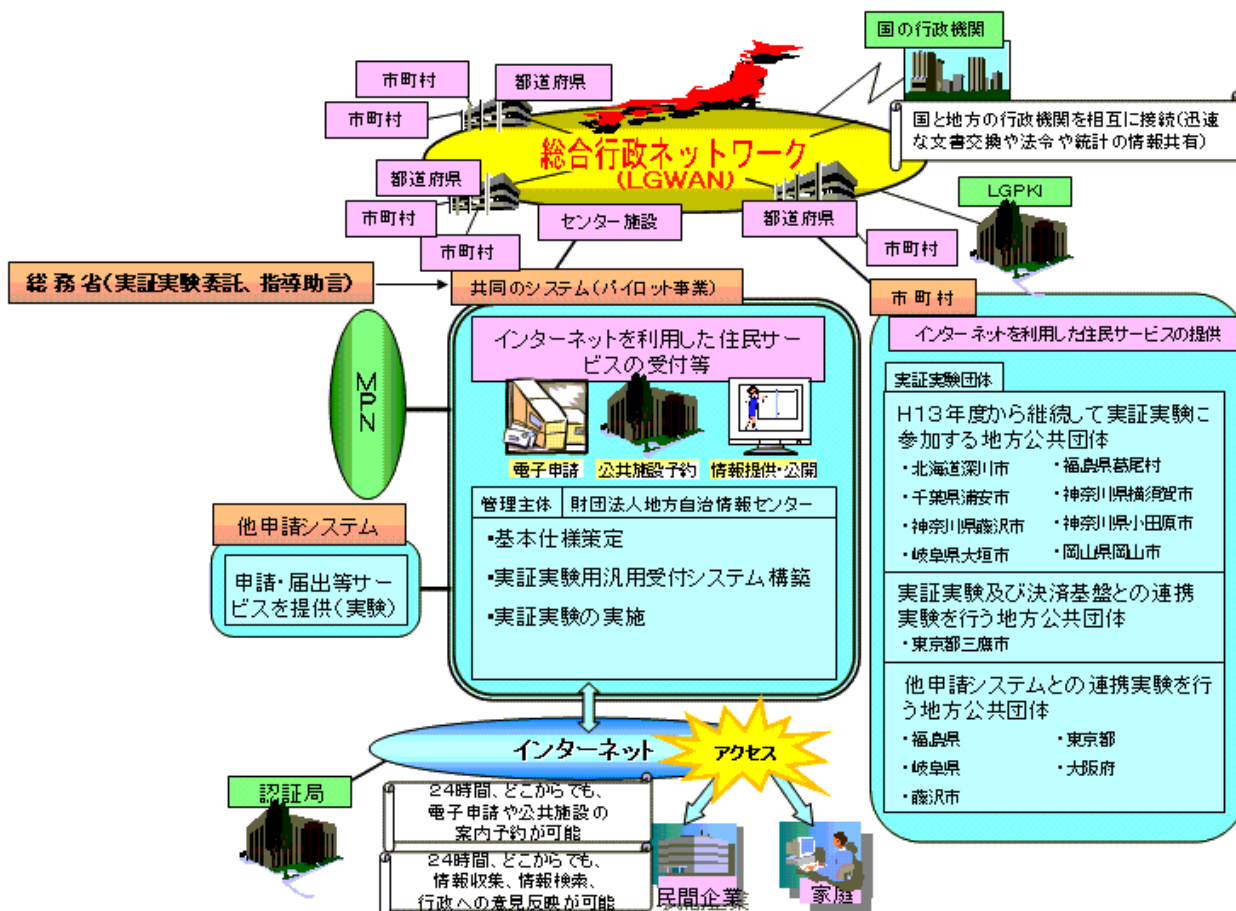 国の行政機関
都道府県
市町村
市町村
国と地方の行政機関を相互に接続(迅速
な文書交換や法令や統計の情報共有)
総合行政ネットワーク
(LGWAN)
都道府県
市町村
市町村
センター施設
都道府県
市町村
LGPKI
総務省(実証実験委託、指導助言)
共同のシステム(パイロット事業)
MPN
インターネットを利用した住民サー
ビスの受付等
電子申請
公共施設予約
情報提供・公開
管理主体
財団法人地方自治情報センター
・基本仕様策定
・実証実験用汎用受付システム構築
・実証実験の実施
他申請システム
申請・届出等サー
ビスを提供(実験)
市町村
インターネットを利用した住民サービスの提供
実証実験団体
H13年度から継続して実証実験に
参加する地方公共団体
・北海道深川市
・福島県葛尾村
・千葉県浦安市
・神奈川県横須賀市
・神奈川県藤沢市
・神奈川県小田原市
・岐阜県大垣市
・岡山県岡山市
実証実験及び決済基盤との連携
実験を行う地方公共団体
・東京都三鷹市
他申請システムとの連携実験を行
う地方公共団体
・福島県
・東京都
・岐阜県
・大阪府
・藤沢市
インターネット
アクセス
認証局
24時間、どこからでも、
電子申請や公共施設の
案内予約が可能
24時間、どこからでも、
情報収集、情報検索、
行政への意見反映が可能
民間企業
家庭